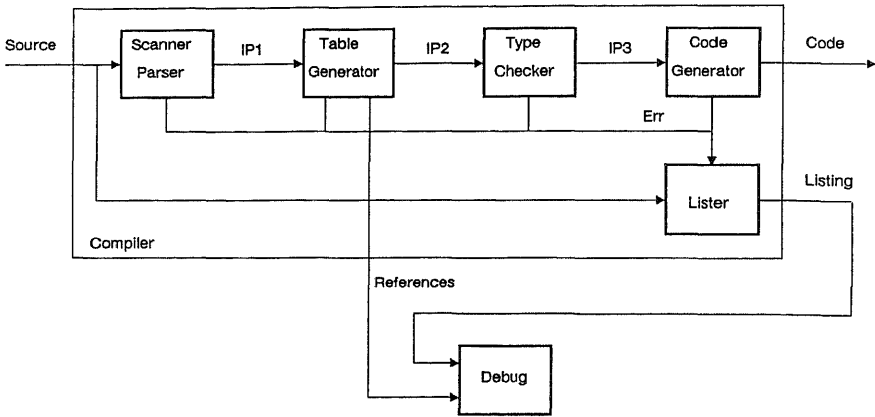 Source
Scanner
Parser
IP1
Table
Generator
IP2
Type
Checker
IP3
Code
Generator
Code
Err
Lister
Listing
Compiler
References
Debug